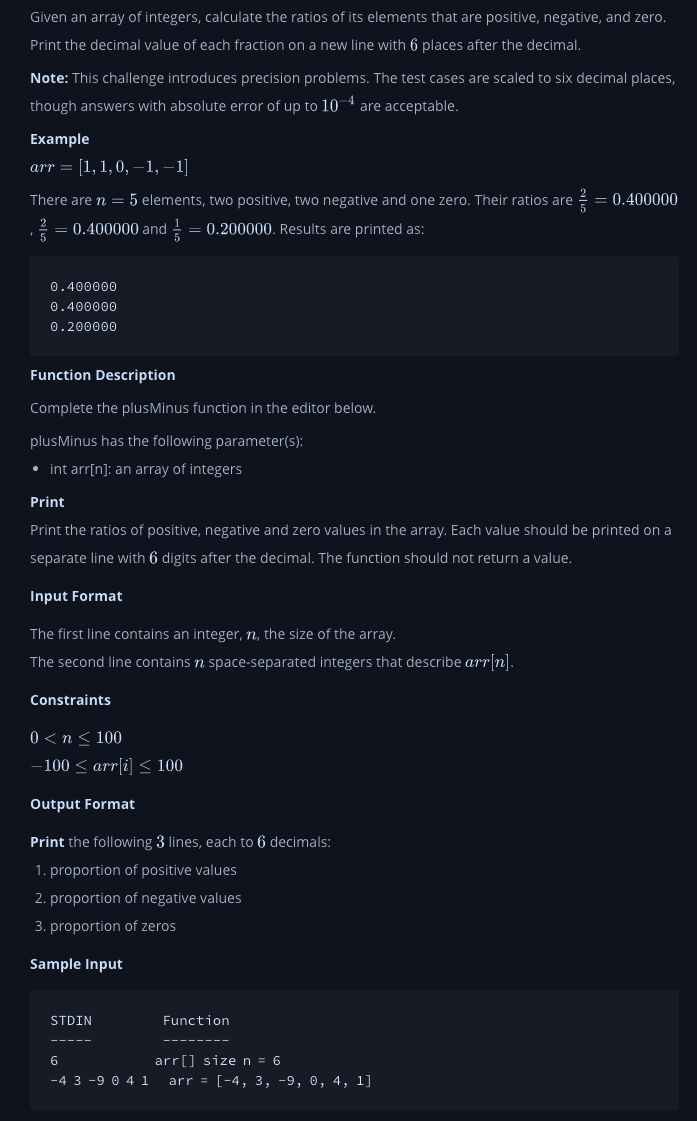 Given an array of integers, calculate the ratios of its elements that are positive, negative, and zero.
Print the decimal value of each fraction on a new line with 6 places after the decimal.
Note: This challenge introduces precision problems. The test cases are scaled to six decimal places,
though answers with absolute error of up to 10⁻⁴ are acceptable.
Example
arr = [1, 1, 0, −1, −1]
There are n = 5 elements, two positive, two negative and one zero. Their ratios are 2/5 = 0.400000
, 2/5 = 0.400000 and 1/5 = 0.200000. Results are printed as:
0.400000
0.400000
0.200000
Function Description
Complete the plusMinus function in the editor below.
plusMinus has the following parameter(s):
• int arr[n]: an array of integers
Print
Print the ratios of positive, negative and zero values in the array. Each value should be printed on a
separate line with 6 digits after the decimal. The function should not return a value.
Input Format
The first line contains an integer, n, the size of the array.
The second line contains n space-separated integers that describe arr[n].
Constraints
0 < n ≤ 100
−100 ≤ arr[i] ≤ 100
Output Format
Print the following 3 lines, each to 6 decimals:
1. proportion of positive values
2. proportion of negative values
3. proportion of zeros
Sample Input
STDIN Function
----- --------
6 arr[] size n = 6
-4 3 -9 0 4 1 arr = [-4, 3, -9, 0, 4, 1]